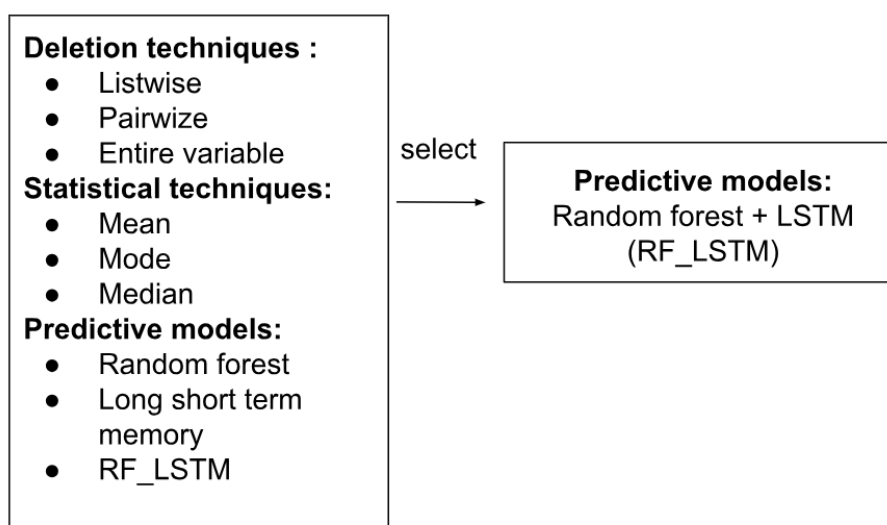 Deletion techniques :
● Listwise
● Pairwize
● Entire variable
Statistical techniques:
● Mean
● Mode
● Median
Predictive models:
● Random forest
● Long short term
memory
● RF_LSTM
select
Predictive models:
Random forest + LSTM
(RF_LSTM)